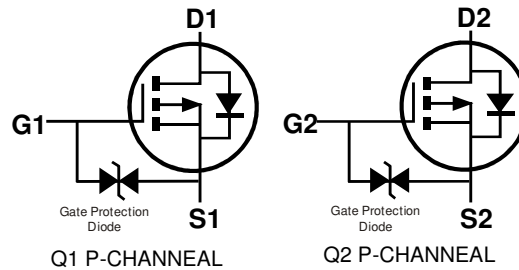 D1
D2
G1
G2
Gate Protection
Diode
Gate Protection
Diode
S1
S2
Q1 P-CHANNEAL
Q2 P-CHANNEAL